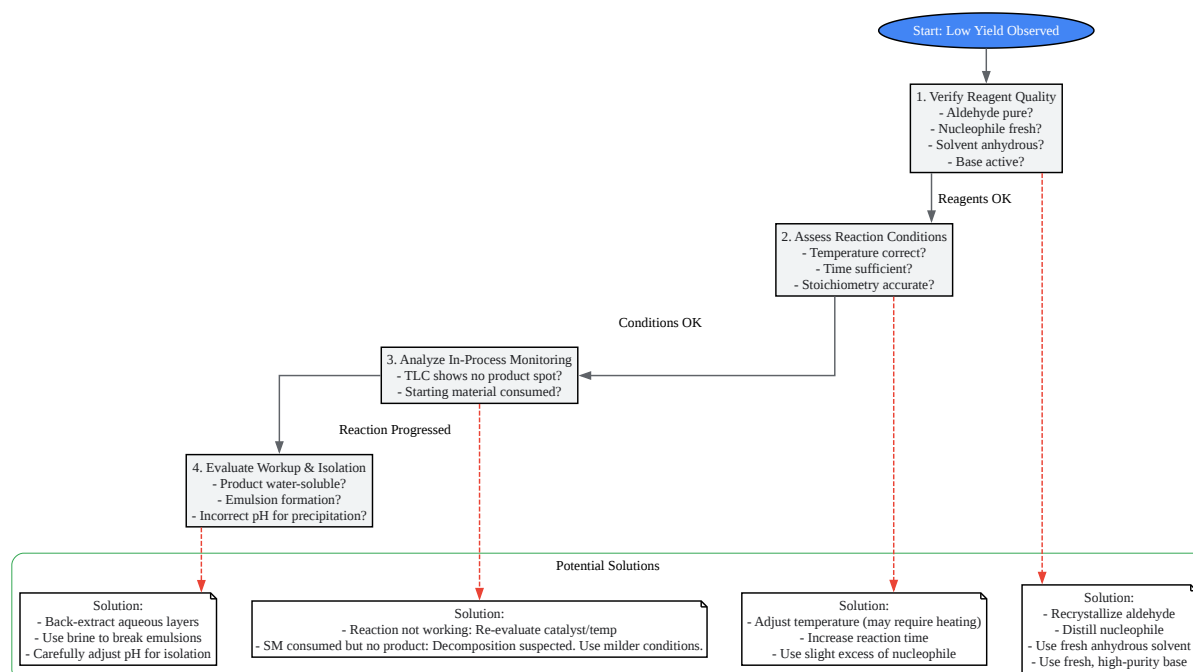 Start: Low Yield Observed
1. Verify Reagent Quality
- Aldehyde pure?
- Nucleophile fresh?
- Solvent anhydrous?
- Base active?
Reagents OK
2. Assess Reaction Conditions
- Temperature correct?
- Time sufficient?
- Stoichiometry accurate?
Conditions OK
3. Analyze In-Process Monitoring
- TLC shows no product spot?
- Starting material consumed?
Reaction Progressed
4. Evaluate Workup & Isolation
- Product water-soluble?
- Emulsion formation?
- Incorrect pH for precipitation?
Potential Solutions
Solution:
- Back-extract aqueous layers
- Use brine to break emulsions
- Carefully adjust pH for isolation
Solution:
- Reaction not working: Re-evaluate catalyst/temp
- SM consumed but no product: Decomposition suspected. Use milder conditions.
Solution:
- Adjust temperature (may require heating)
- Increase reaction time
- Use slight excess of nucleophile
Solution:
- Recrystallize aldehyde
- Distill nucleophile
- Use fresh anhydrous solvent
- Use fresh, high-purity base